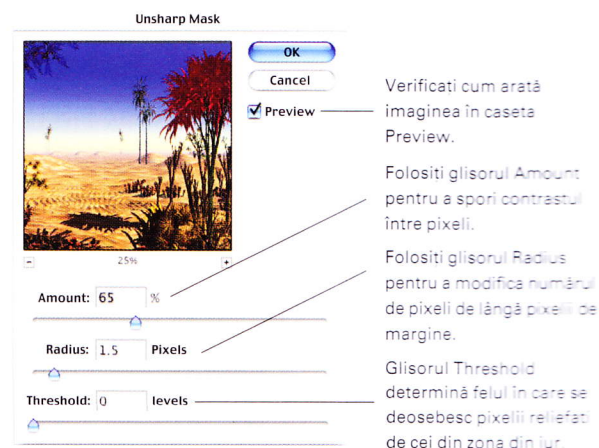 Unsharp Mask
OK
Cancel
Preview
25%
Amount: 65 %
Radius: 1.5 Pixels
Threshold: 0 levels
Verificati cum arată
imaginea în caseta
Preview.
Folositi glisorul Amount
pentru a spori contrastul
între pixeli.
Folositi glisorul Radius
pentru a modifica numărul
de pixeli de lângă pixelii de
margine.
Glisorul Threshold
determină felul în care se
deosebesc pixelii reliefati
de cei din zona din jur.